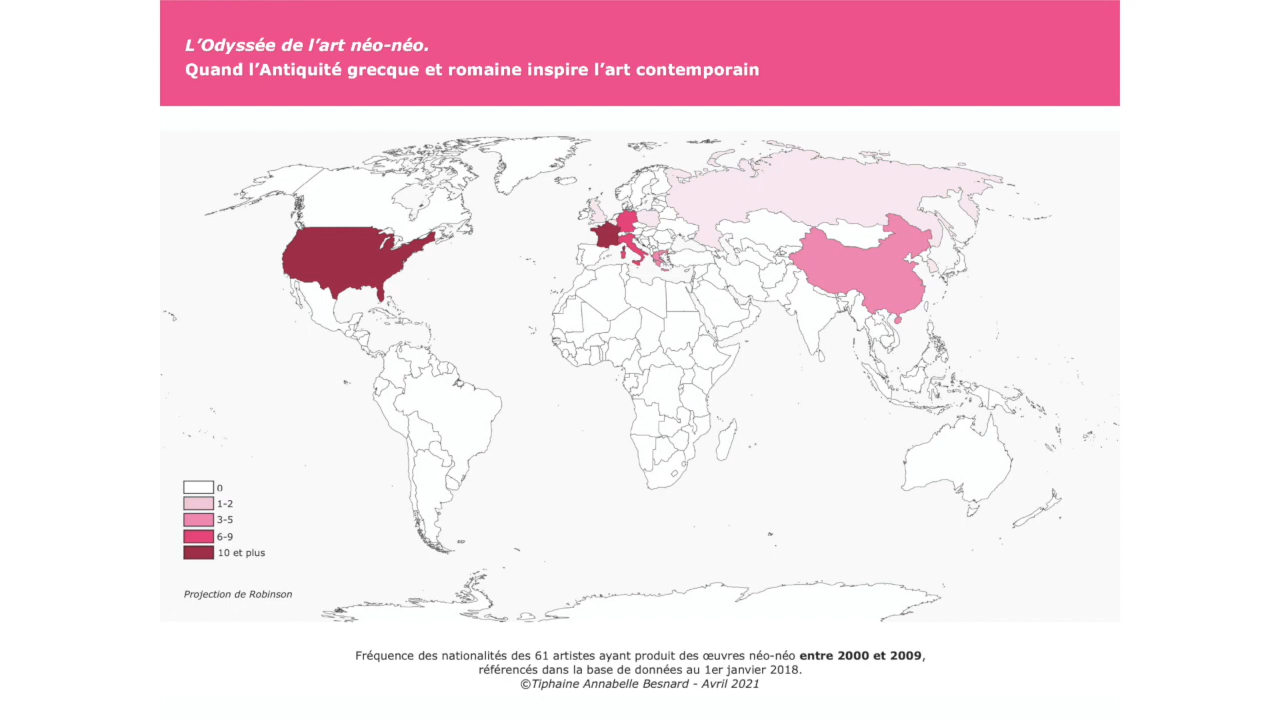 L’Odyssée de l’art néo-néo.
Quand l’Antiquité grecque et romaine inspire l’art contemporain
0
1-2
3-5
6-9
10 et plus
Projection de Robinson
Fréquence des nationalités des 61 artistes ayant produit des œuvres néo-néo entre 2000 et 2009,
référencés dans la base de données au 1er janvier 2018.
©Tiphaine Annabelle Besnard - Avril 2021